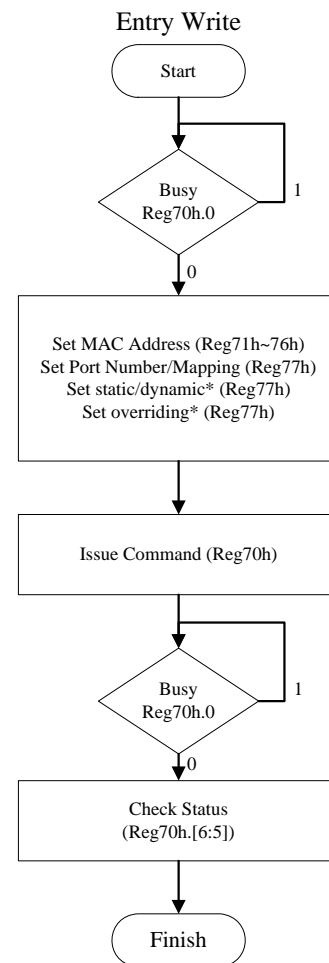 Entry Write
Start
Busy
Reg70h.0
1
0
Set MAC Address (Reg71h~76h)
Set Port Number/Mapping (Reg77h)
Set static/dynamic* (Reg77h)
Set overriding* (Reg77h)
Issue Command (Reg70h)
Busy
Reg70h.0
1
0
Check Status
(Reg70h.[6:5])
Finish